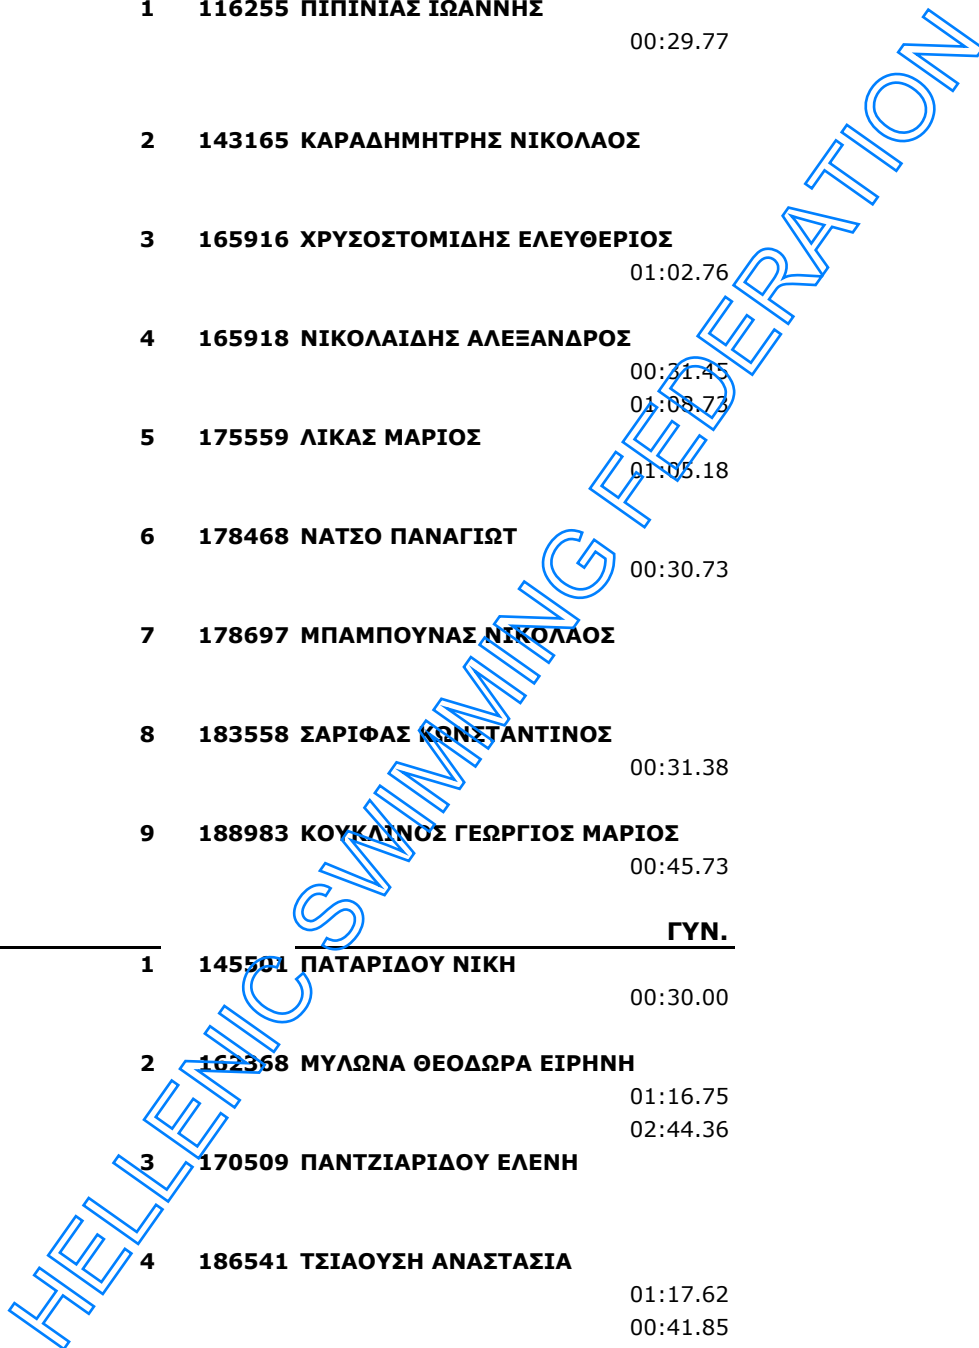 1 116255 ΠΙΠΙΝΙΑΣ ΙΩΑΝΝΗΣ
00:29.77
2 143165 ΚΑΡΑΔΗΜΗΤΡΗΣ ΝΙΚΟΛΑΟΣ
3 165916 ΧΡΥΣΟΣΤΟΜΙΔΗΣ ΕΛΕΥΘΕΡΙΟΣ
01:02.76
4 165918 ΝΙΚΟΛΑΙΔΗΣ ΑΛΕΞΑΝΔΡΟΣ
00:31.45
01:08.73
5 175559 ΛΙΚΑΣ ΜΑΡΙΟΣ
01:05.18
6 178468 ΝΑΤΣΟ ΠΑΝΑΓΙΩΤ
00:30.73
7 178697 ΜΠΑΜΠΟΥΝΑΣ ΝΙΚΟΛΑΟΣ
8 183558 ΣΑΡΙΦΑΣ ΚΩΝΣΤΑΝΤΙΝΟΣ
00:31.38
9 188983 ΚΟΥΚΛΙΝΟΣ ΓΕΩΡΓΙΟΣ ΜΑΡΙΟΣ
00:45.73
ΓΥΝ.
1 145501 ΠΑΤΑΡΙΔΟΥ ΝΙΚΗ
00:30.00
2 162368 ΜΥΛΩΝΑ ΘΕΟΔΩΡΑ ΕΙΡΗΝΗ
01:16.75
02:44.36
3 170509 ΠΑΝΤΖΙΑΡΙΔΟΥ ΕΛΕΝΗ
4 186541 ΤΣΙΑΟΥΣΗ ΑΝΑΣΤΑΣΙΑ
01:17.62
00:41.85
HELLENIC SWIMMING FEDERATION